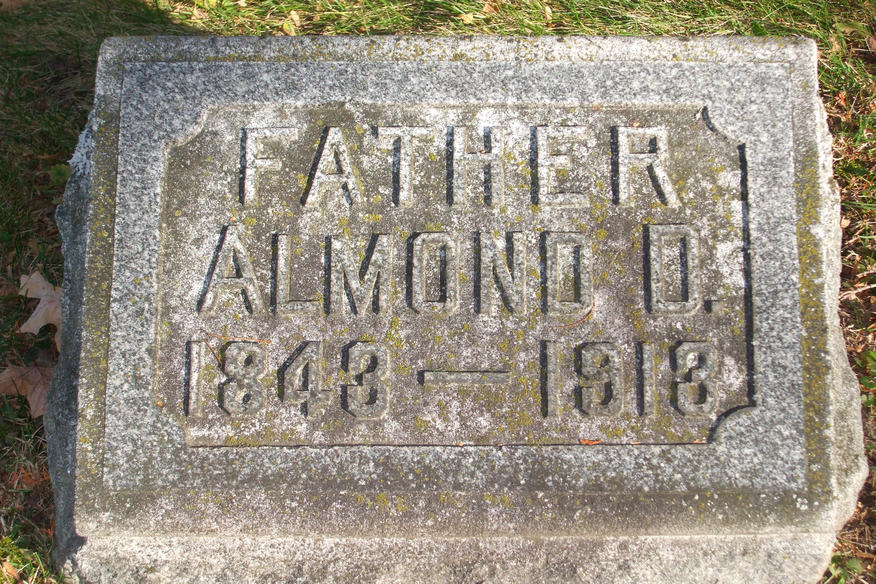 FATHER
ALMOND D.
1843 — 1913